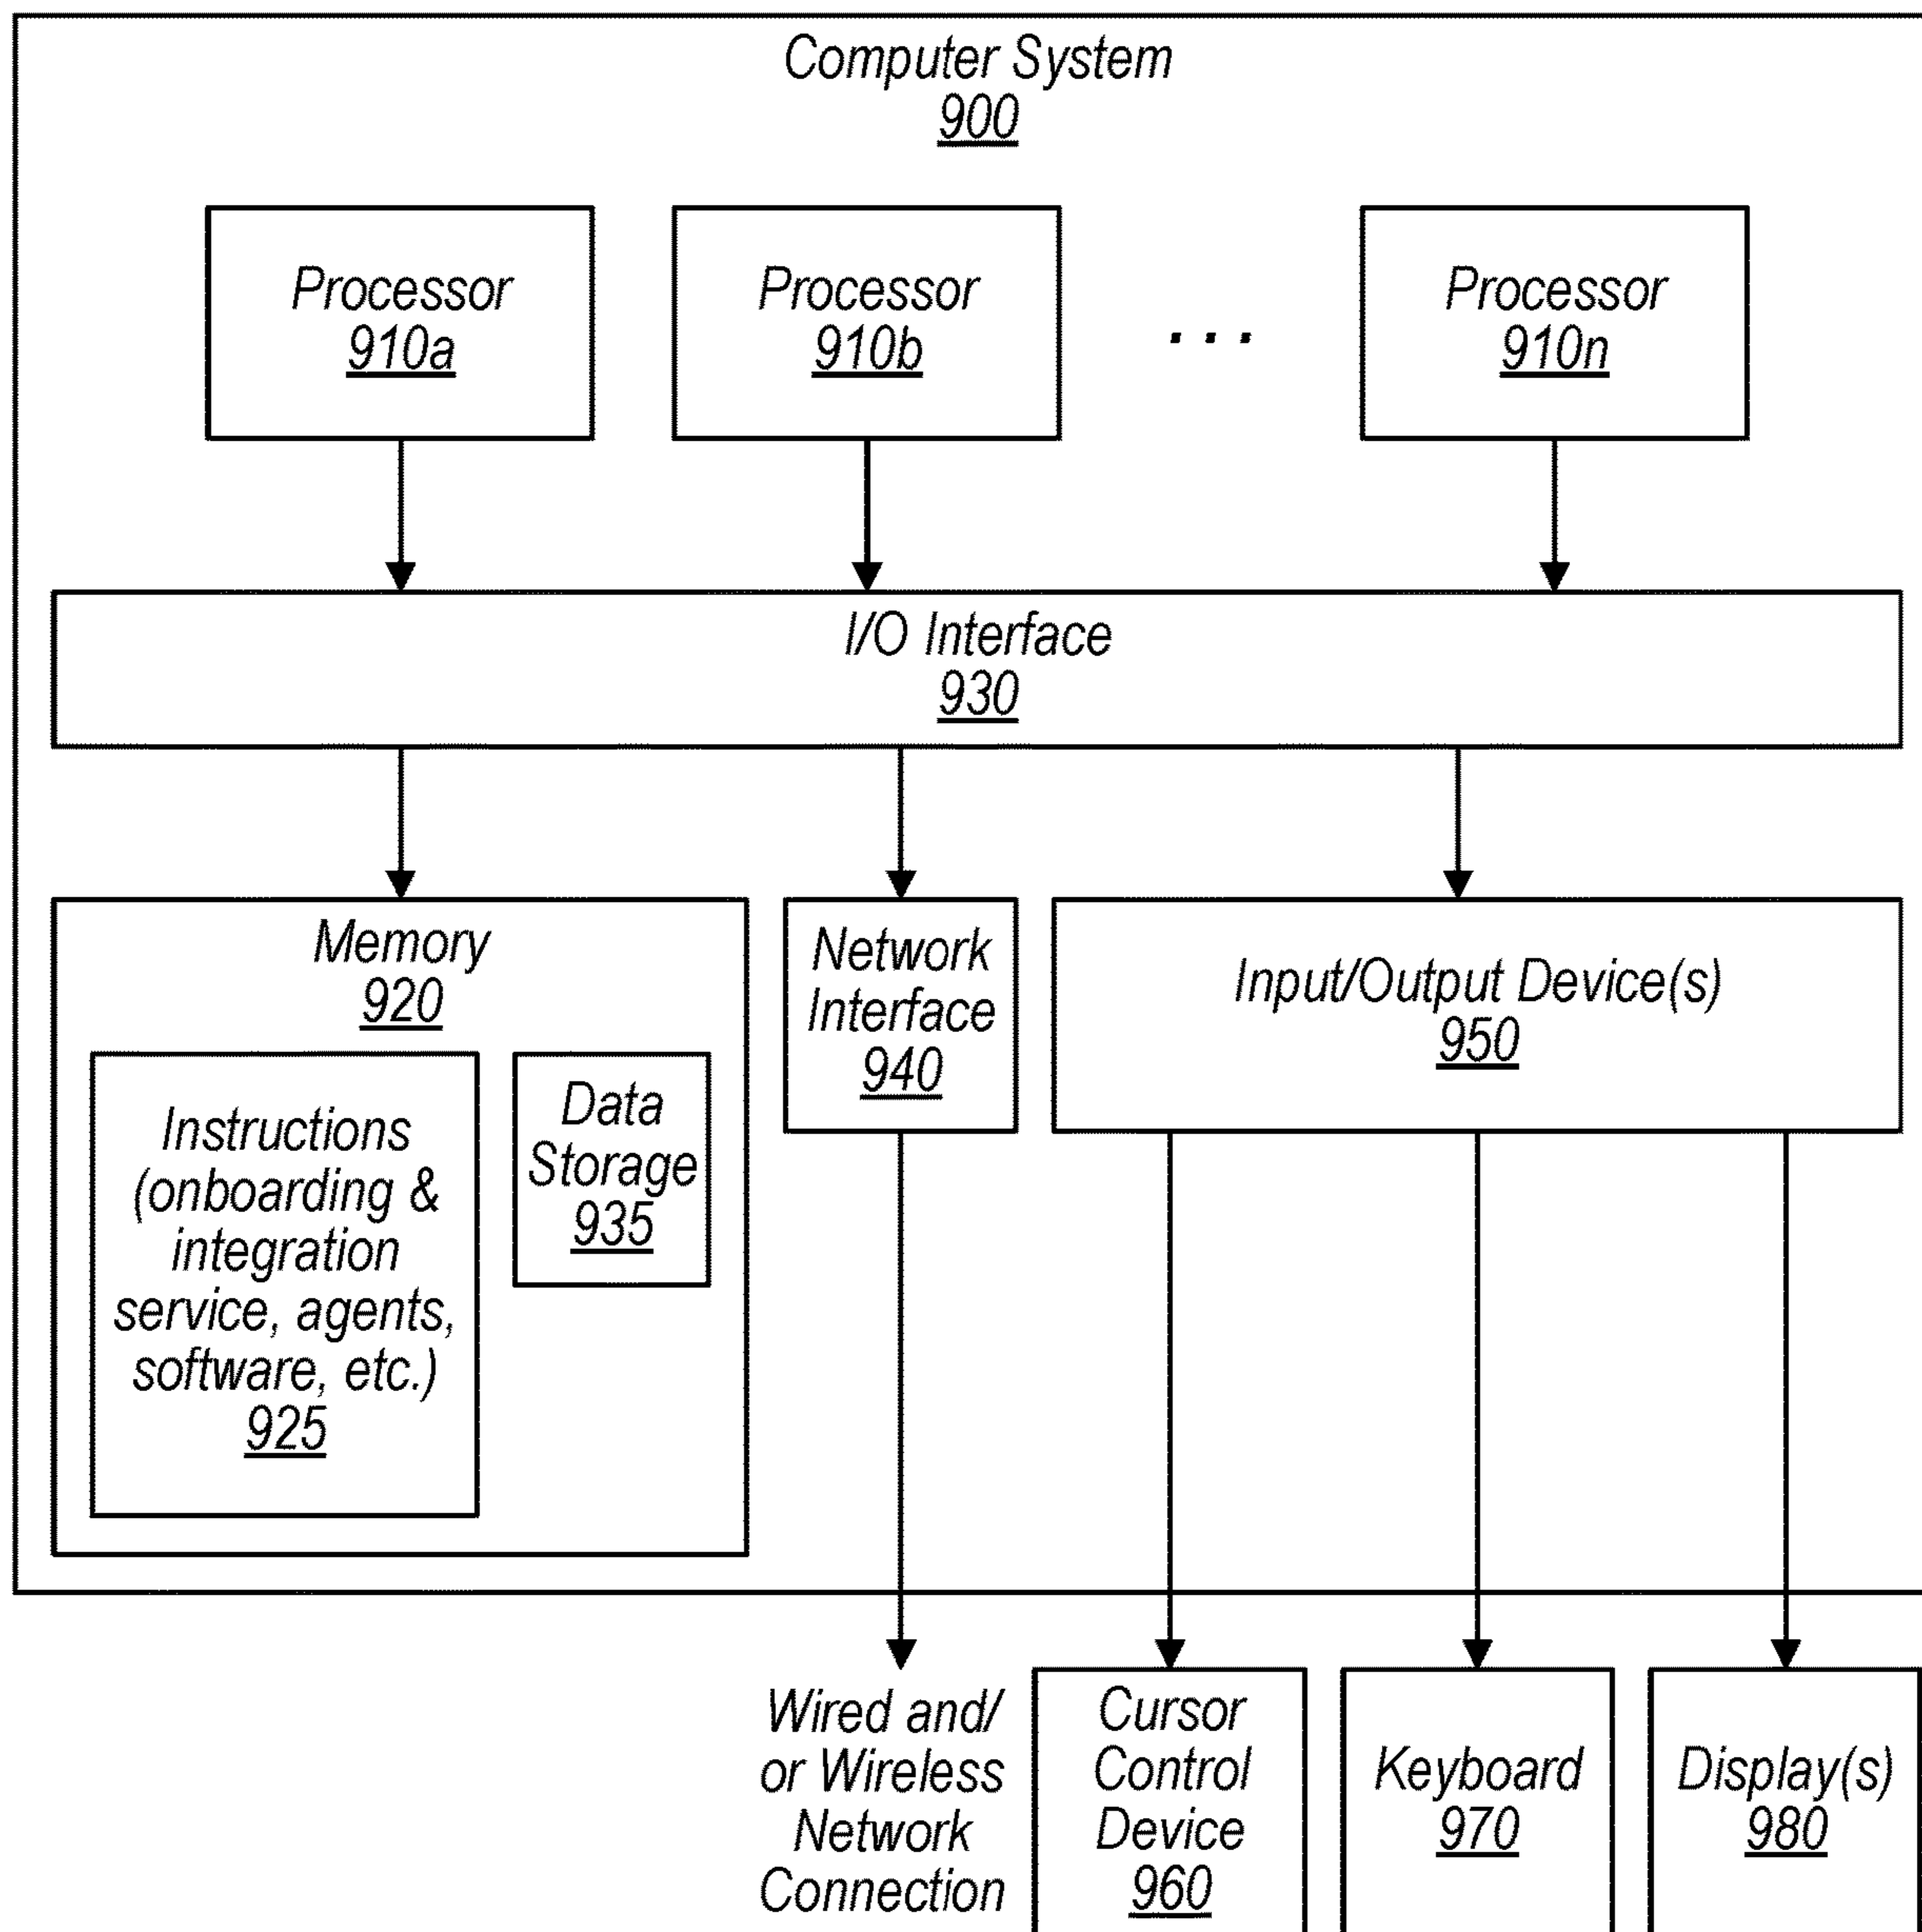 Computer System
900
Processor
910a
Processor
910b
. . .
Processor
910n
I/O Interface
930
Memory
920
Instructions
(onboarding &
integration
service, agents,
software, etc.)
925
Data
Storage
935
Network
Interface
940
Input/Output Device(s)
950
Wired and/
or Wireless
Network
Connection
Cursor
Control
Device
960
Keyboard
970
Display(s)
980